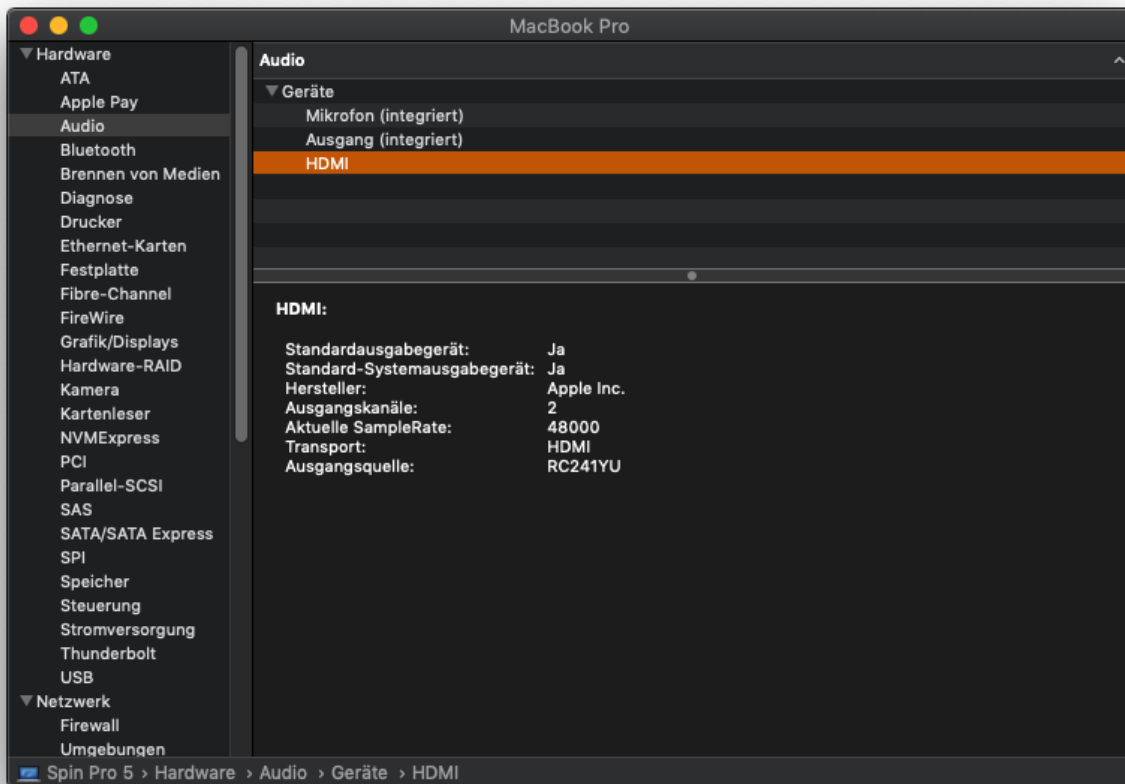 MacBook Pro
Hardware
ATA
Apple Pay
Audio
Bluetooth
Brennen von Medien
Diagnose
Drucker
Ethernet-Karten
Festplatte
Fibre-Channel
FireWire
Grafik/Displays
Hardware-RAID
Kamera
Kartenleser
NVMExpress
PCI
Parallel-SCSI
SAS
SATA/SATA Express
SPI
Speicher
Steuerung
Stromversorgung
Thunderbolt
USB
Netzwerk
Firewall
Umgebungen
Audio
Geräte
Mikrofon (integriert)
Ausgang (integriert)
HDMI
HDMI:
Standardausgabegerät: Ja
Standard-Systemausgabegerät: Ja
Hersteller: Apple Inc.
Ausgangskanäle: 2
Aktuelle SampleRate: 48000
Transport: HDMI
Ausgangsquelle: RC241YU
Spin Pro 5 › Hardware › Audio › Geräte › HDMI